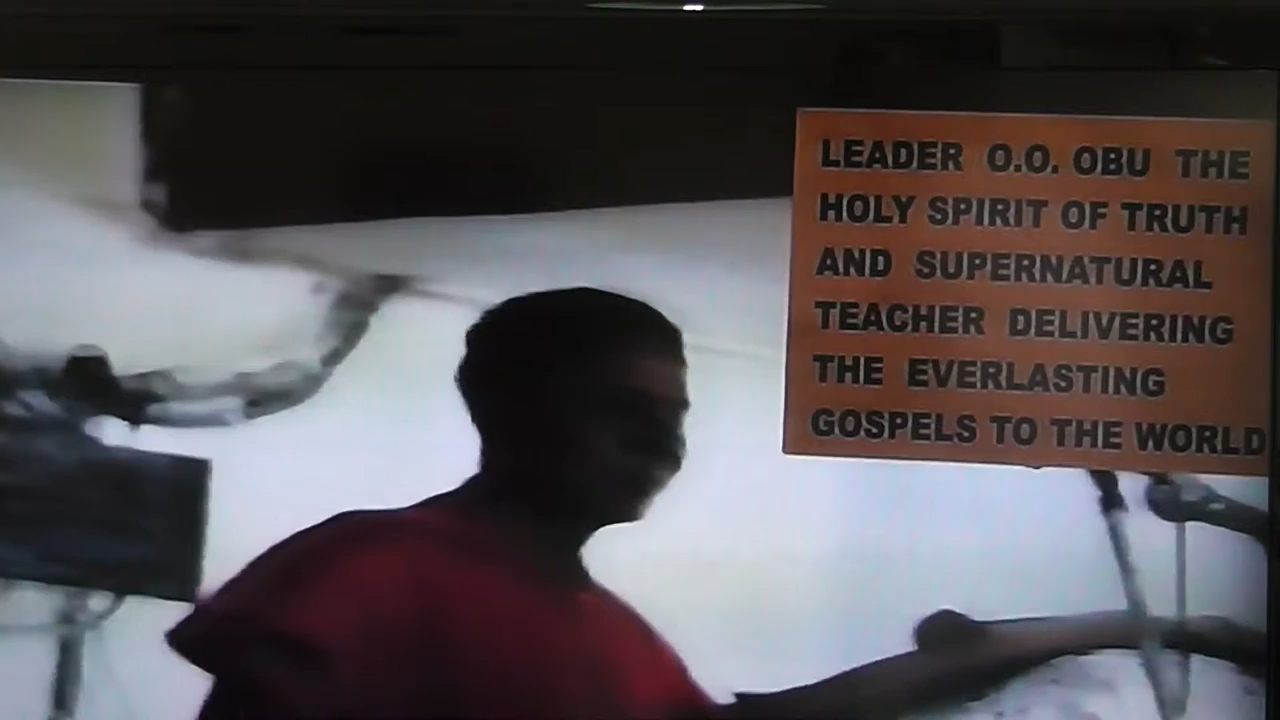 LEADER O.O. OBU THE
HOLY SPIRIT OF TRUTH
AND SUPERNATURAL
TEACHER DELIVERING
THE EVERLASTING
GOSPELS TO THE WORLD